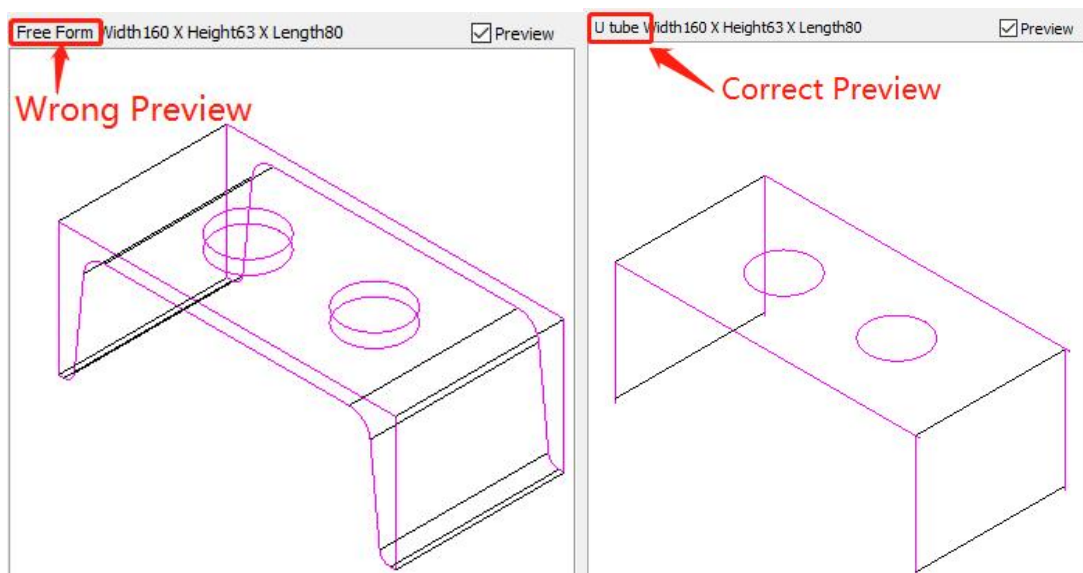 Free Form Width160 X Height63 X Length80 Preview
Wrong Preview
U tube Width160 X Height63 X Length80 Preview
Correct Preview